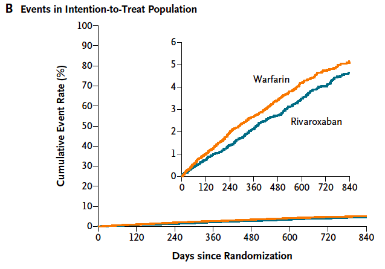 B Events in Intention-to-Treat Population
Cumulative Event Rate (%)
100
90
80
70
60
50
40
30
20
10
0
6
5
4
3
2
1
0
Warfarin
Rivaroxaban
0 120 240 360 480 600 720 840
0 120 240 360 480 600 720 840
Days since Randomization